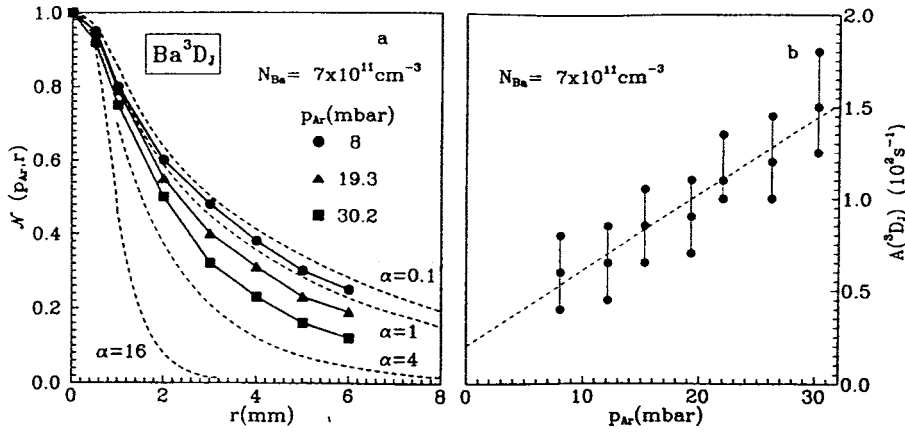 a
Ba³D_J
N_Ba = 7x10¹¹cm⁻³
p_Ar(mbar)
8
19.3
30.2
α=0.1
α=1
α=4
α=16
1.0
0.8
0.6
0.4
0.2
0.0
𝒩 (p_Ar,r)
0 2 4 6 8
r(mm)
b
N_Ba = 7x10¹¹cm⁻³
2.0
1.5
1.0
0.5
0.0
A(³D_J) (10²s⁻¹)
0 10 20 30
p_Ar(mbar)